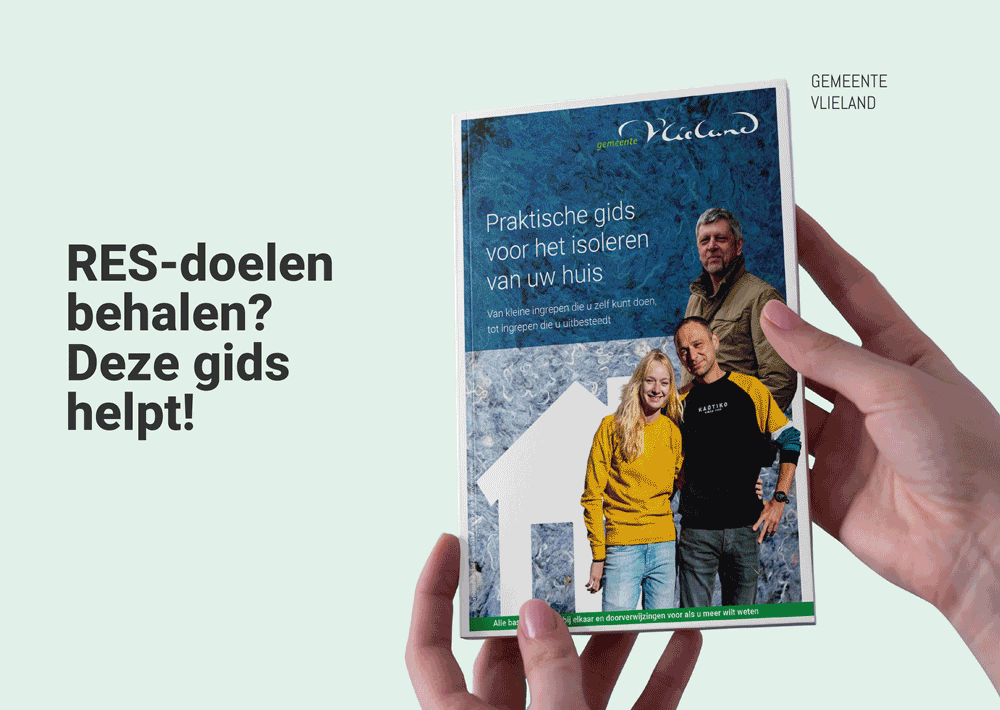 GEMEENTE
VLIELAND
RES-doelen
behalen?
Deze gids
helpt!
gemeente Vlieland
Praktische gids
voor het isoleren
van uw huis
Van kleine ingrepen die u zelf kunt doen,
tot ingrepen die u uitbesteedt
KAOTIKO
Alle bas bij elkaar en doorverwijzingen voor als u meer wilt weten